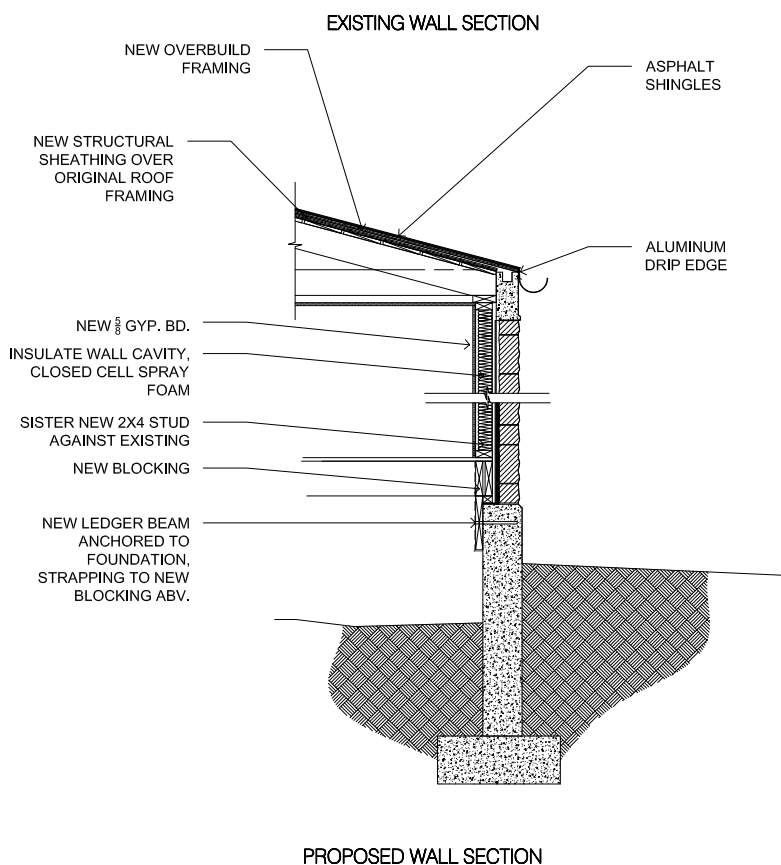 EXISTING WALL SECTION
NEW OVERBUILD
FRAMING
ASPHALT
SHINGLES
NEW STRUCTURAL
SHEATHING OVER
ORIGINAL ROOF
FRAMING
ALUMINUM
DRIP EDGE
NEW 5/8 GYP. BD.
INSULATE WALL CAVITY,
CLOSED CELL SPRAY
FOAM
SISTER NEW 2X4 STUD
AGAINST EXISTING
NEW BLOCKING
NEW LEDGER BEAM
ANCHORED TO
FOUNDATION,
STRAPPING TO NEW
BLOCKING ABV.
PROPOSED WALL SECTION